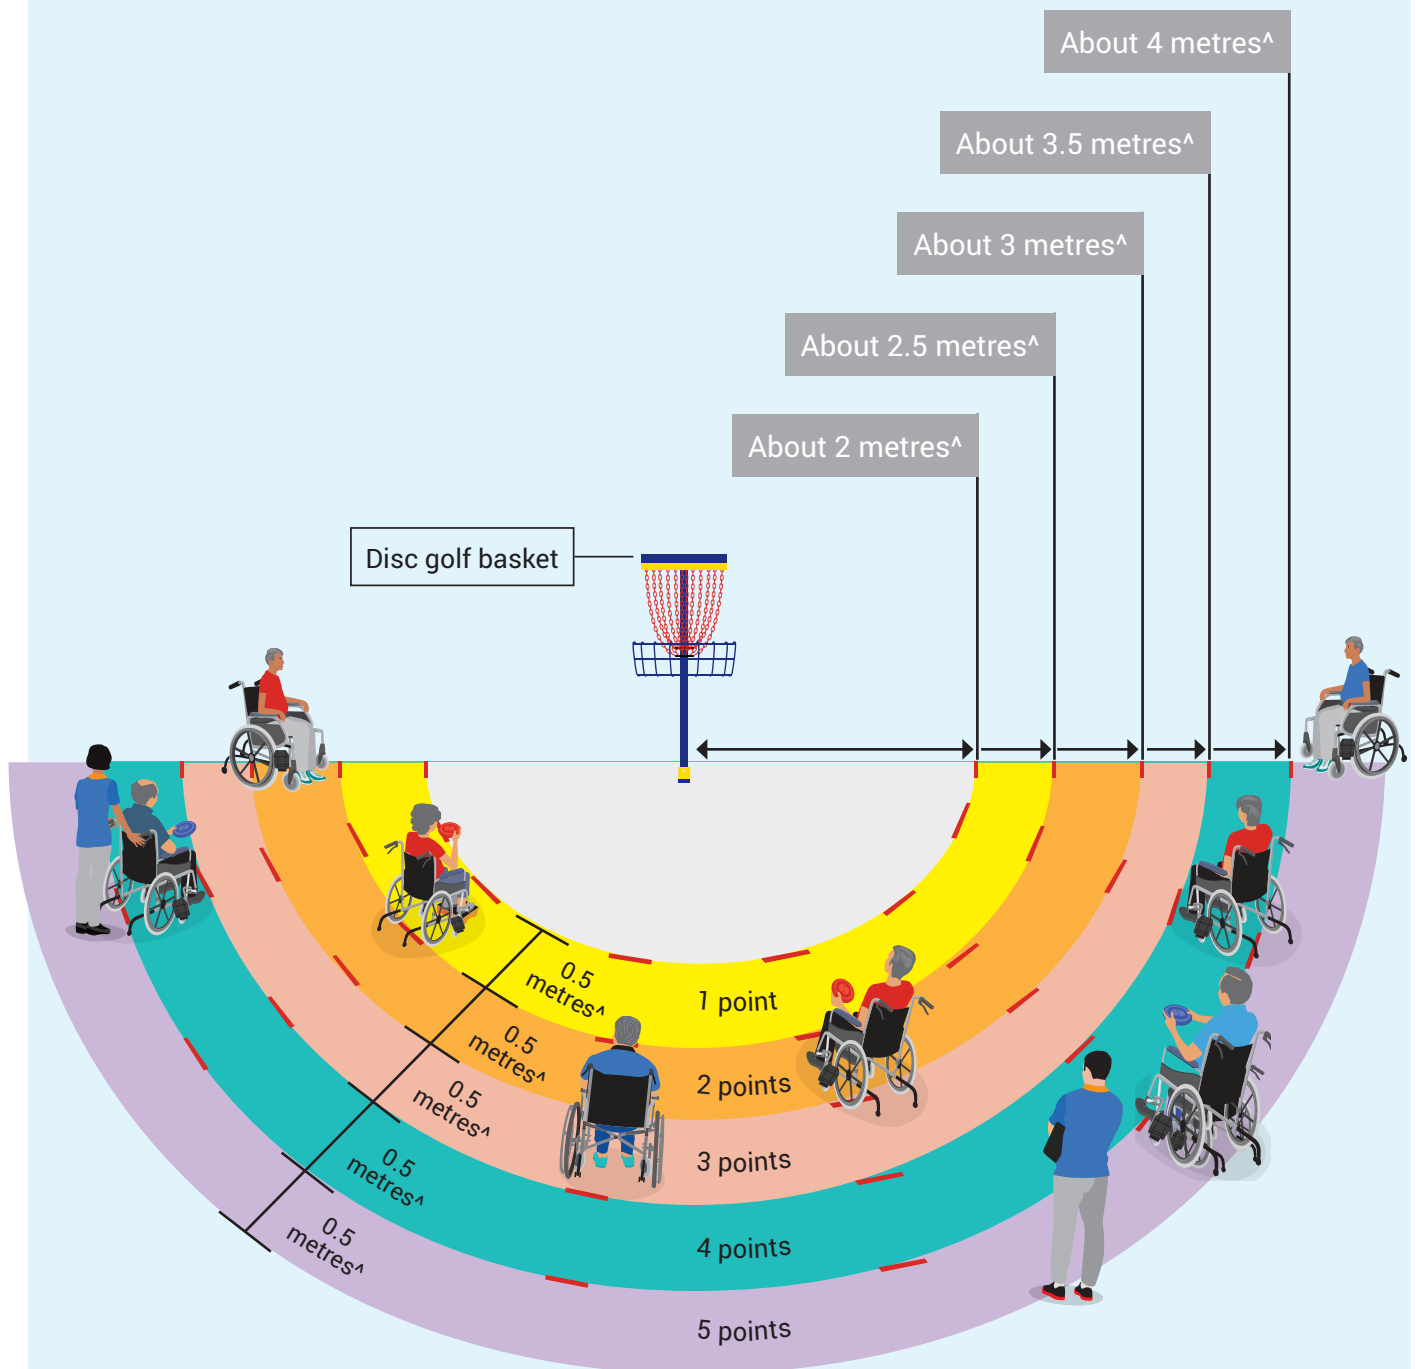 About 4 metres^
About 3.5 metres^
About 3 metres^
About 2.5 metres^
About 2 metres^
Disc golf basket
0.5
metres^
1 point
0.5
metres^
2 points
0.5
metres^
3 points
0.5
metres^
4 points
0.5
metres^
5 points